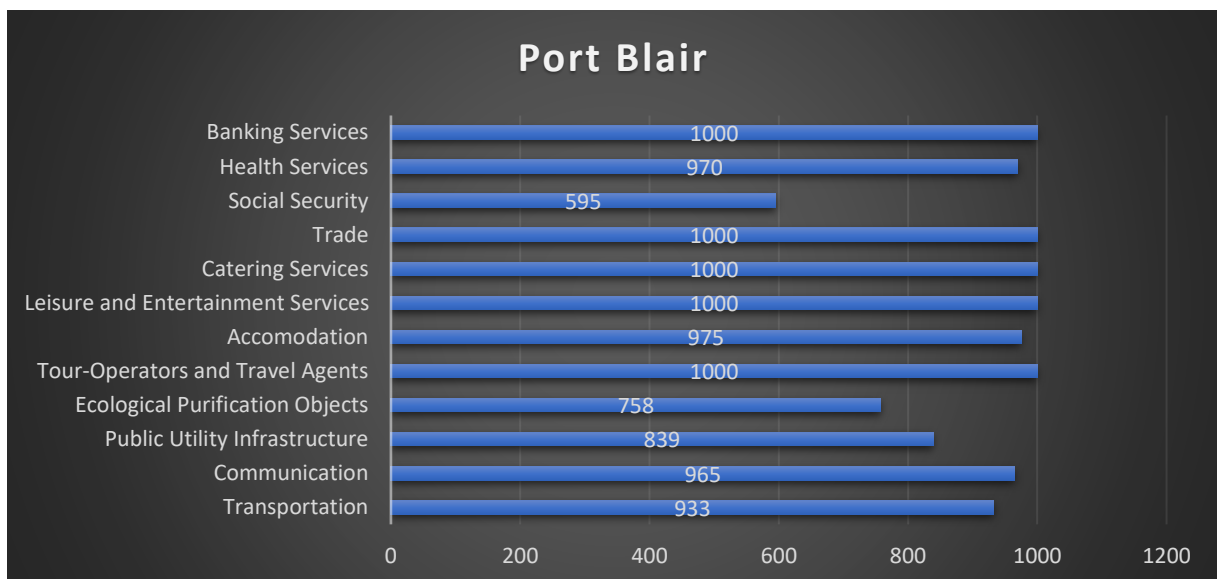 Port Blair
Banking Services 1000
Health Services 970
Social Security 595
Trade 1000
Catering Services 1000
Leisure and Entertainment Services 1000
Accomodation 975
Tour-Operators and Travel Agents 1000
Ecological Purification Objects 758
Public Utility Infrastructure 839
Communication 965
Transportation 933
0 200 400 600 800 1000 1200